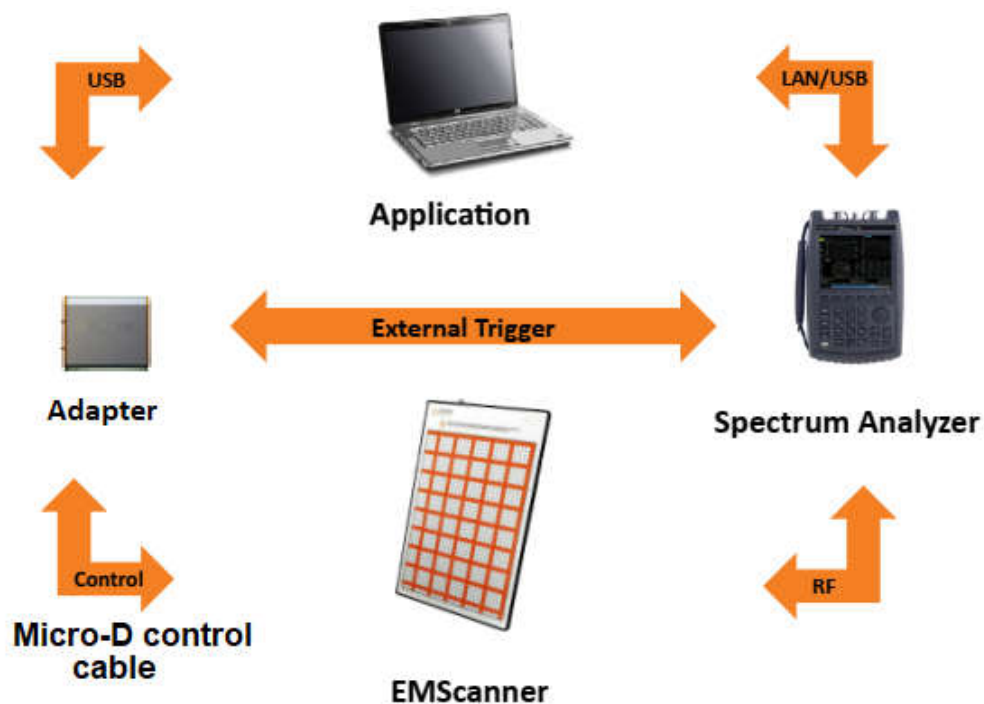 USB
LAN/USB
Application
External Trigger
Adapter
Spectrum Analyzer
Control
RF
Micro-D control
cable
EMScanner